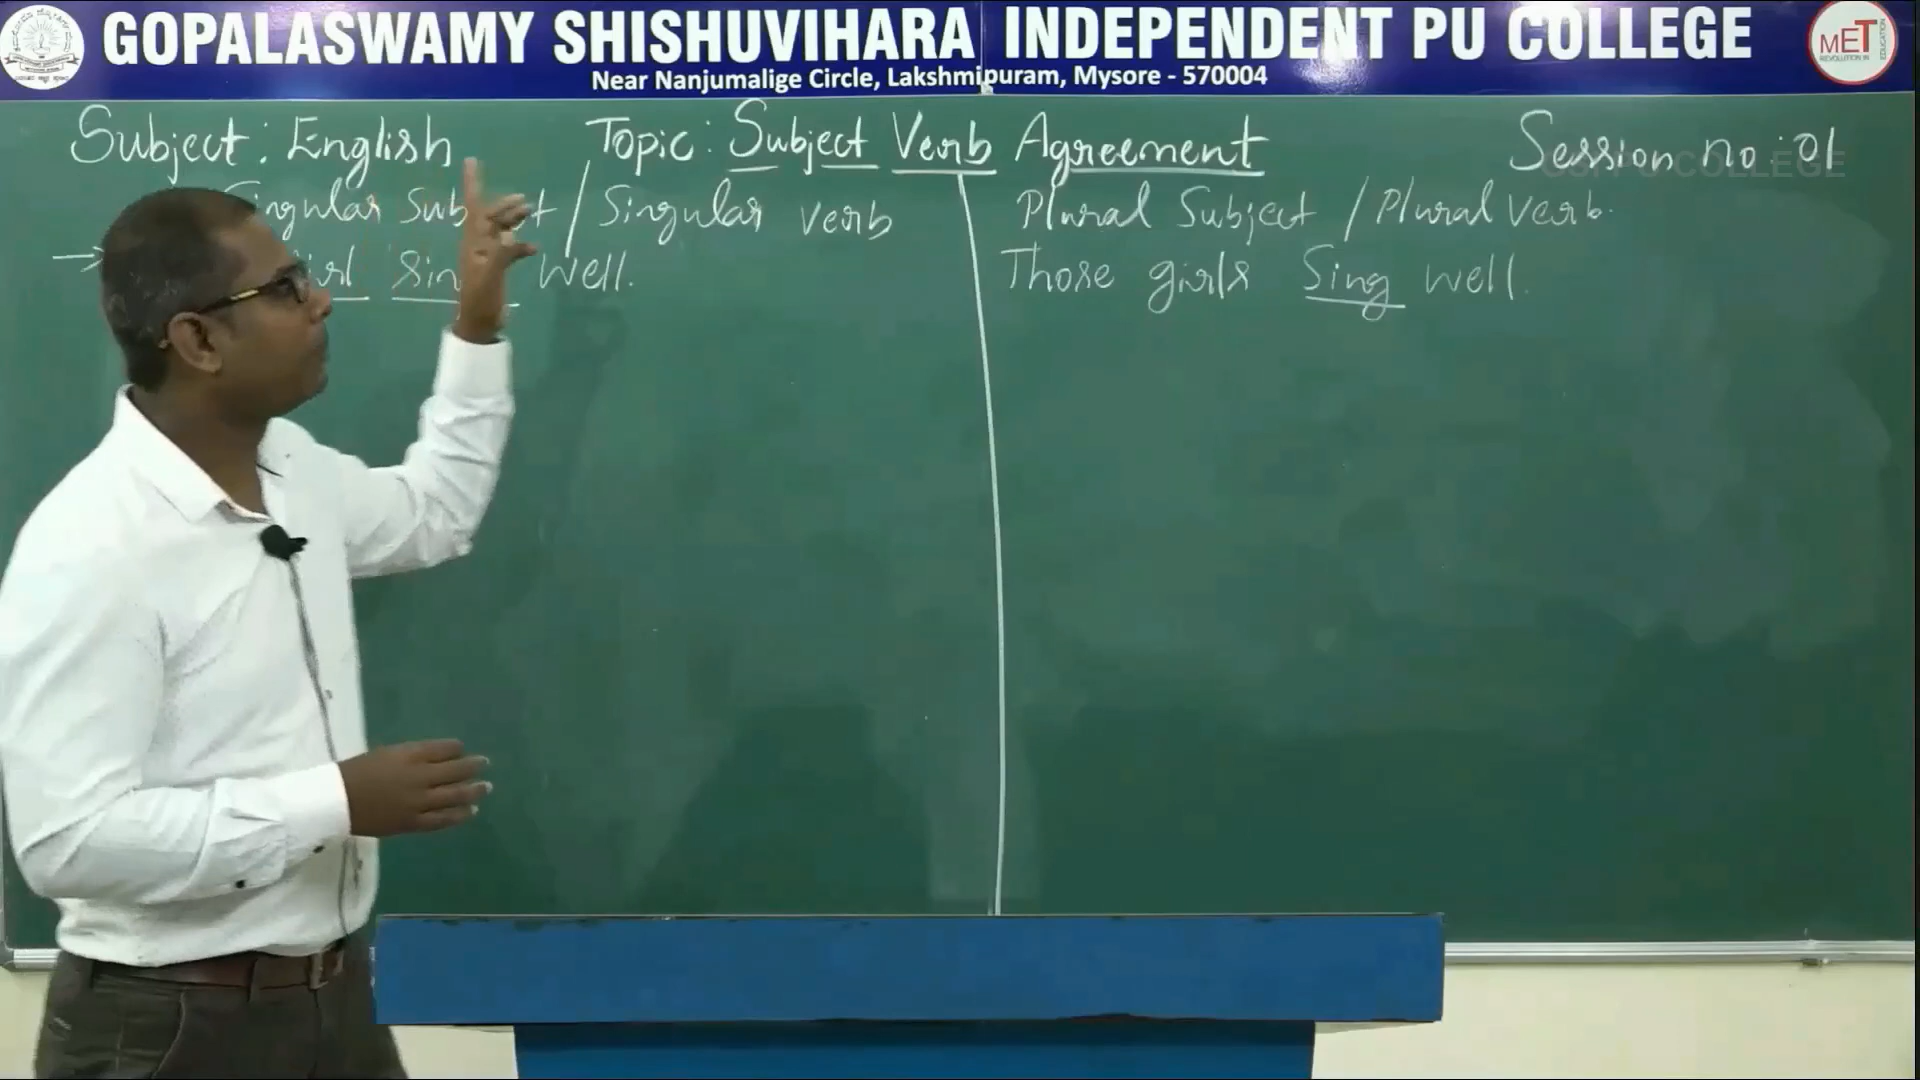 GOPALASWAMY SHISHUVIHARA INDEPENDENT PU COLLEGE
Near Nanjumalige Circle, Lakshmipuram, Mysore - 570004
MET
Subject: English Topic: Subject Verb Agreement Session no:01
/ Singular verb
Plural Subject / Plural verb.
well.
Those girls Sing well.